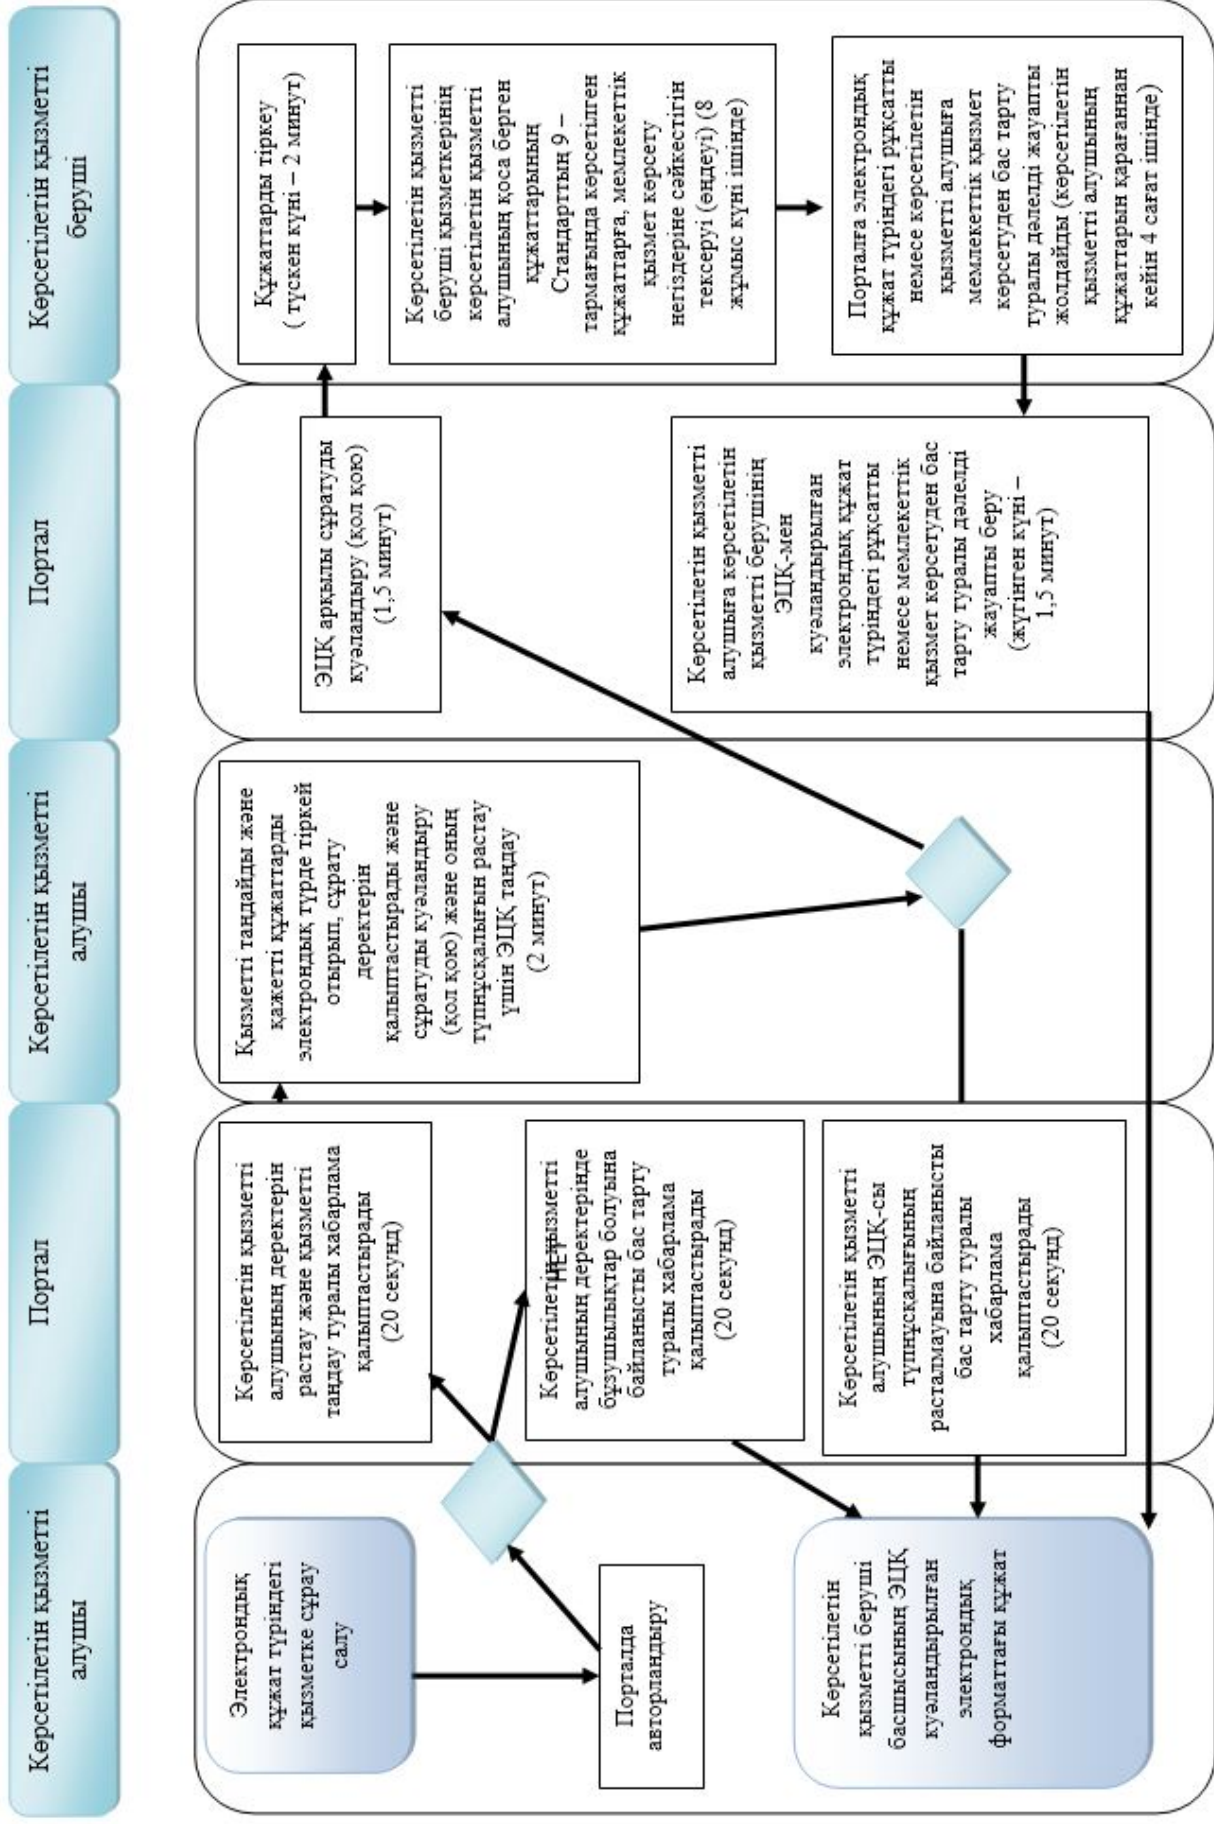 Көрсетілетін қызметті
алушы
Портал
Көрсетілетін қызметті
алушы
Портал
Көрсетілетін қызметті
беруші
Электрондық
құжат түріндегі
қызметке сұрау
салу
Порталда
авторландыру
Көрсетілетін
қызметті беруші
басшысының ЭЦҚ
куәландырылған
электрондық
форматтағы құжат
Көрсетілетін қызметті
алушының деректерін
растау және қызметті
таңдау туралы хабарлама
қалыптастырады
(20 секунд)
Көрсетілетін қызметті
алушының деректерінде
бұзушылықтар болуына
байланысты бас тарту
туралы хабарлама
қалыптастырады
(20 секунд)
Көрсетілетін қызметті
алушының ЭЦҚ-сы
түпнұсқалығының
расталмауына байланысты
бас тарту туралы
хабарлама
қалыптастырады
(20 секунд)
Қызметті таңдайды және
қажетті құжаттарды
электрондық түрде тіркей
отырып, сұрату
деректерін
қалыптастырады және
сұратуды куәландыру
(қол қою) және оның
түпнұсқалығын растау
үшін ЭЦҚ таңдау
(2 минут)
ЭЦҚ арқылы сұратуды
куәландыру (қол қою)
(1,5 минут)
Көрсетілетін қызметті
алушыға көрсетілетін
қызметті берушінің
ЭЦҚ-мен
куәландырылған
электрондық құжат
түріндегі рұқсатты
немесе мемлекеттік
қызмет көрсетуден бас
тарту туралы дәлелді
жауапты беру
(жүгінген күні –
1,5 минут)
Құжаттарды тіркеу
( түскен күні – 2 минут)
Көрсетілетін қызметті
беруші қызметкерінің
көрсетілетін қызметті
алушының қоса берген
құжаттарының
Стандарттың 9 –
тармағында көрсетілген
құжаттарға, мемлекеттік
қызмет көрсету
негіздеріне сәйкестігін
тексеруі (өңдеуі) (8
жұмыс күні ішінде)
Порталға электрондық
құжат түріндегі рұқсатты
немесе көрсетілетін
қызметті алушыға
мемлекеттік қызмет
көрсетуден бас тарту
туралы дәлелді жауапты
жолдайды (көрсетілетін
қызметті алушының
құжаттарын қарағаннан
кейін 4 сағат ішінде)